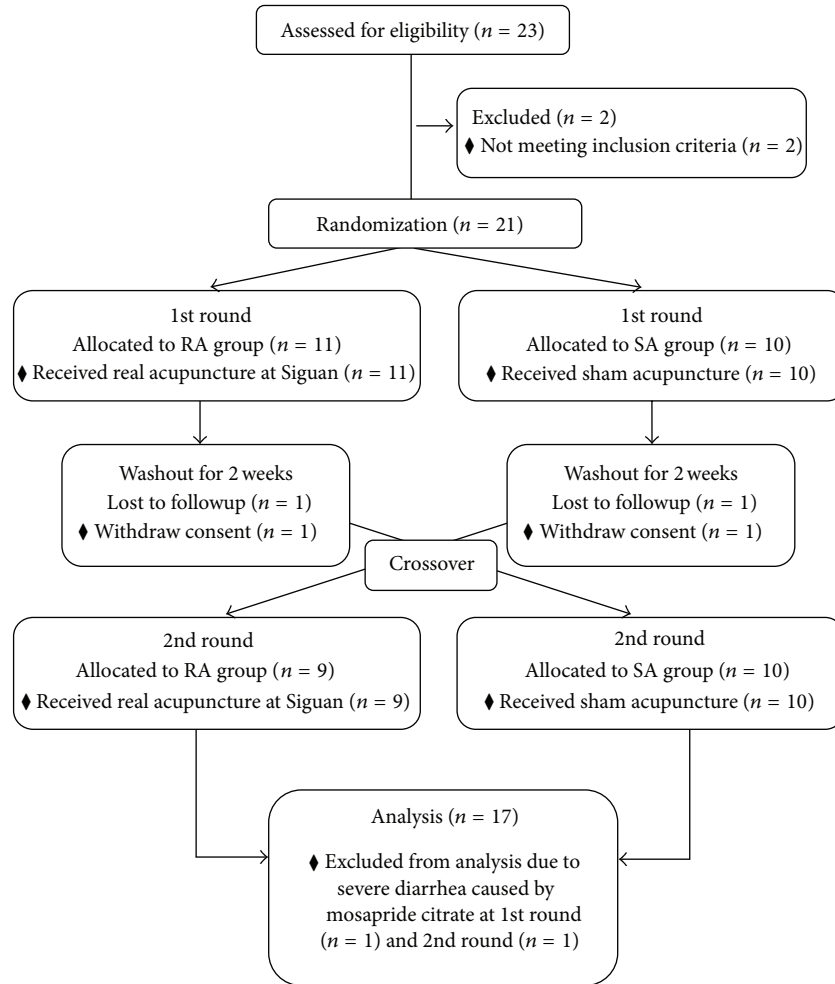 Assessed for eligibility (n = 23)
Excluded (n = 2)
♦ Not meeting inclusion criteria (n = 2)
Randomization (n = 21)
1st round
Allocated to RA group (n = 11)
♦ Received real acupuncture at Siguan (n = 11)
1st round
Allocated to SA group (n = 10)
♦ Received sham acupuncture (n = 10)
Washout for 2 weeks
Lost to followup (n = 1)
♦ Withdraw consent (n = 1)
Washout for 2 weeks
Lost to followup (n = 1)
♦ Withdraw consent (n = 1)
Crossover
2nd round
Allocated to RA group (n = 9)
♦ Received real acupuncture at Siguan (n = 9)
2nd round
Allocated to SA group (n = 10)
♦ Received sham acupuncture (n = 10)
Analysis (n = 17)
♦ Excluded from analysis due to
severe diarrhea caused by
mosapride citrate at 1st round
(n = 1) and 2nd round (n = 1)